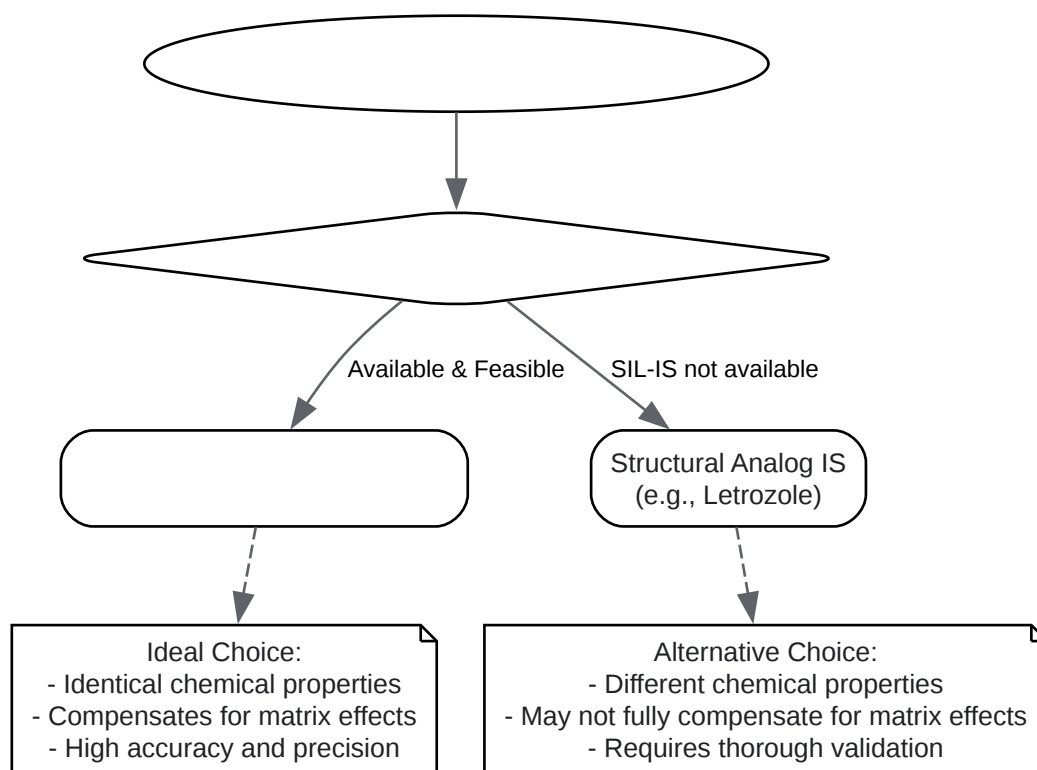 Available & Feasible
SIL-IS not available
Structural Analog IS
(e.g., Letrozole)
Ideal Choice:
- Identical chemical properties
- Compensates for matrix effects
- High accuracy and precision
Alternative Choice:
- Different chemical properties
- May not fully compensate for matrix effects
- Requires thorough validation